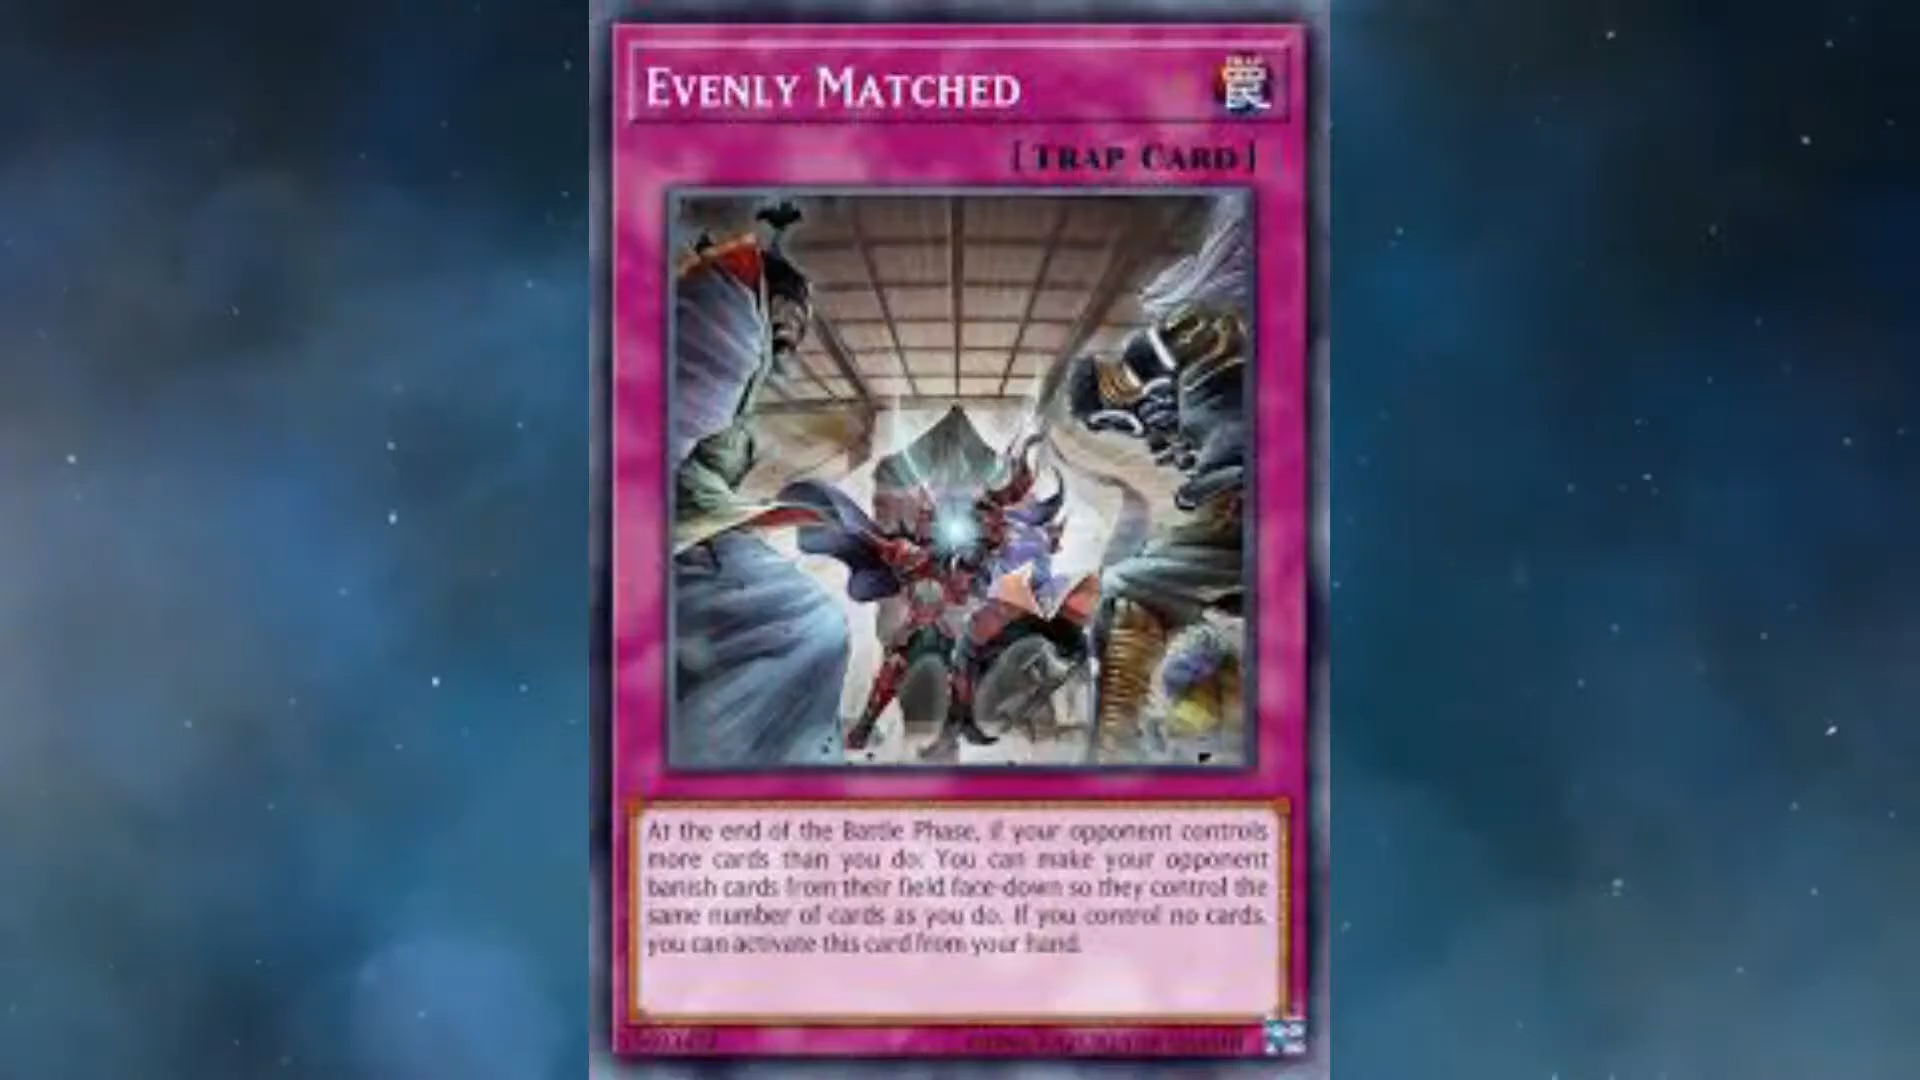 EVENLY MATCHED
TRAP
罠
[TRAP CARD]
At the end of the Battle Phase, if your opponent controls
more cards than you do: You can make your opponent
banish cards from their field face-down so they control the
same number of cards as you do. If you control no cards,
you can activate this card from your hand.